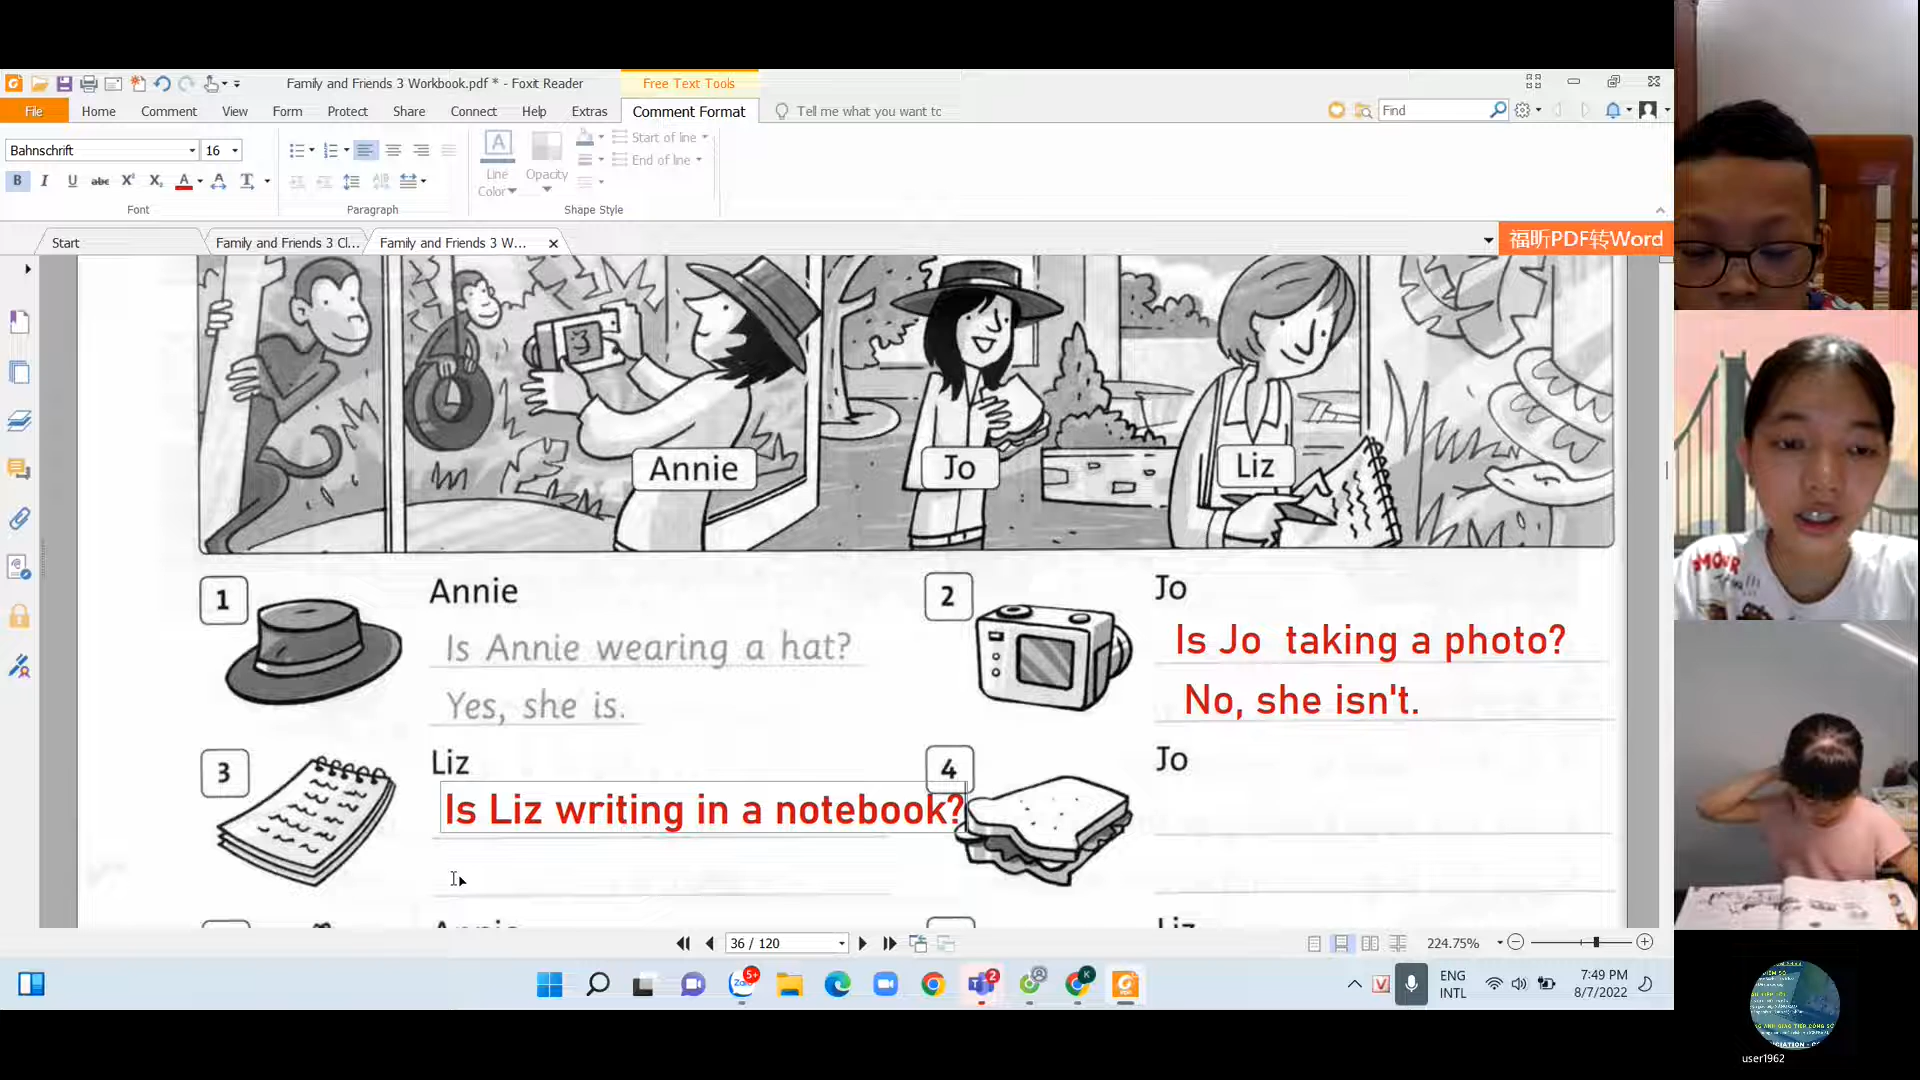 Family and Friends 3 Workbook.pdf * - Foxit Reader
Free Text Tools
File
Home
Comment
View
Form
Protect
Share
Connect
Help
Extras
Comment Format
Tell me what you want to
Find
Bahnschrift
16
Start of line
End of line
Line
Color
Opacity
Font
Paragraph
Shape Style
Start
Family and Friends 3 Cl...
Family and Friends 3 W...
福昕PDF转Word
Annie
Jo
Liz
1
Annie
Is Annie wearing a hat?
Yes, she is.
2
Jo
Is Jo taking a photo?
No, she isn't.
3
Liz
Is Liz writing in a notebook?
4
Jo
36 / 120
224.75%
5+
2
K
ENG
INTL
7:49 PM
8/7/2022
user1962